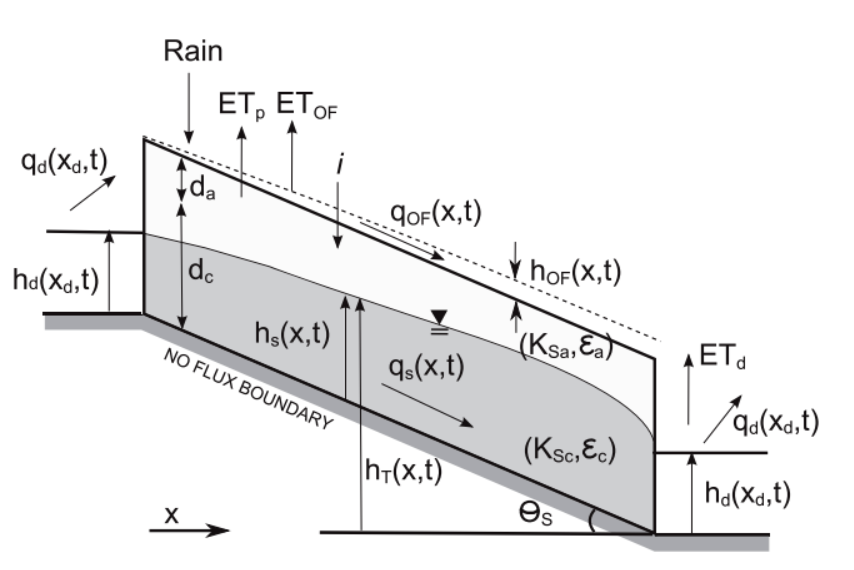 Rain
ETₚ ET_OF
q_d(x_d,t)
i
d_a
q_OF(x,t)
h_OF(x,t)
h_d(x_d,t)
d_c
h_s(x,t)
(K_Sa,ε_a)
ET_d
q_s(x,t)
NO FLUX BOUNDARY
q_d(x_d,t)
(K_Sc,ε_c)
h_T(x,t)
h_d(x_d,t)
x
Θ_S